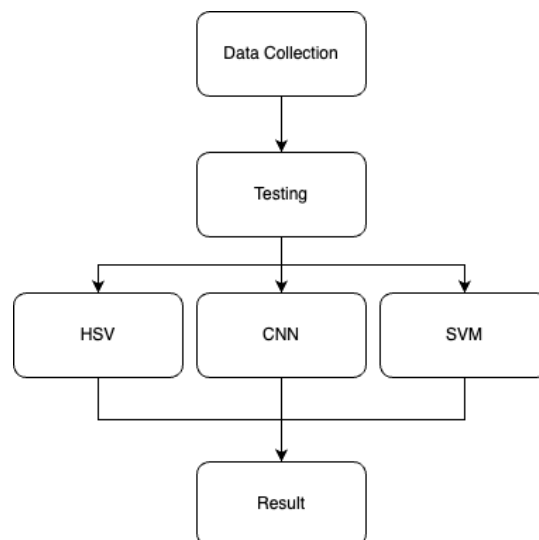 Data Collection
Testing
HSV
CNN
SVM
Result